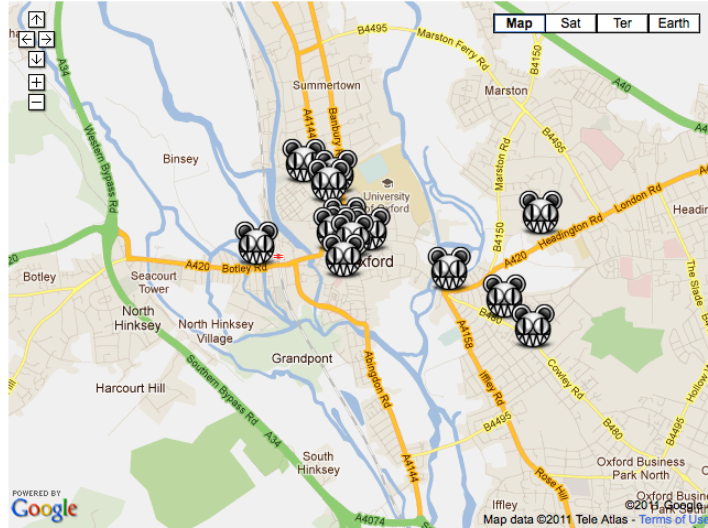 Map
Sat
Ter
Earth
B4495
Marston Ferry Rd
A40
A34
Summertown
Marston
B4150
A4144
Banbury
B4495
Western Bypass Rd
Binsey
Marston Rd
University
of Oxford
London Rd
Headington Rd
B4150
A420
Botley Rd
A420
Botley
Seacourt
Tower
North
Hinksey
North Hinksey
Village
The Slade
B480
A4158
Grandpont
Abingdon Rd
Iffley Rd
Cowley Rd
Harcourt Hill
Southern Bypass Rd
B4495
B480
A34
South
Hinksey
A4144
Rose Hill
Oxford Business
Park North
Iffley
A4074
POWERED BY
Google
©2011 Google
Map data ©2011 Tele Atlas - Terms of Use